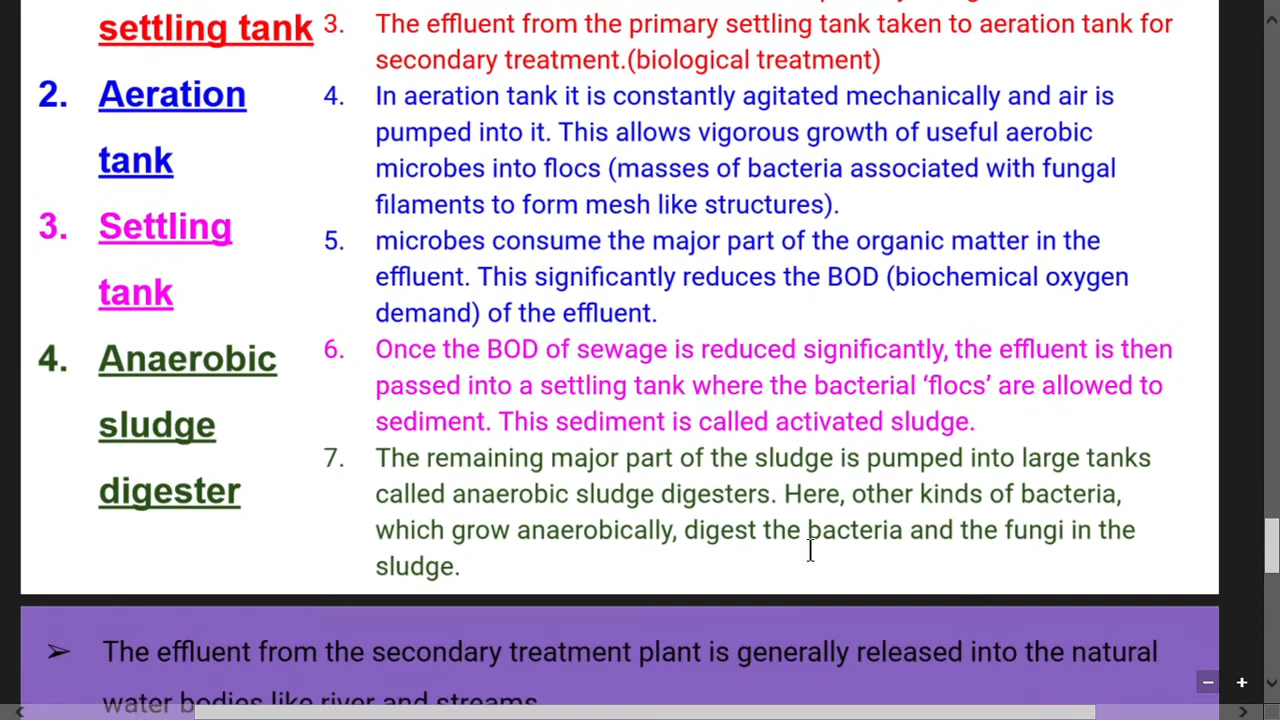 settling tank
2. Aeration
tank
3. Settling
tank
4. Anaerobic
sludge
digester
3. The effluent from the primary settling tank taken to aeration tank for
secondary treatment.(biological treatment)
4. In aeration tank it is constantly agitated mechanically and air is
pumped into it. This allows vigorous growth of useful aerobic
microbes into flocs (masses of bacteria associated with fungal
filaments to form mesh like structures).
5. microbes consume the major part of the organic matter in the
effluent. This significantly reduces the BOD (biochemical oxygen
demand) of the effluent.
6. Once the BOD of sewage is reduced significantly, the effluent is then
passed into a settling tank where the bacterial ‘flocs’ are allowed to
sediment. This sediment is called activated sludge.
7. The remaining major part of the sludge is pumped into large tanks
called anaerobic sludge digesters. Here, other kinds of bacteria,
which grow anaerobically, digest the bacteria and the fungi in the
sludge.
➢ The effluent from the secondary treatment plant is generally released into the natural
water bodies like river and streams